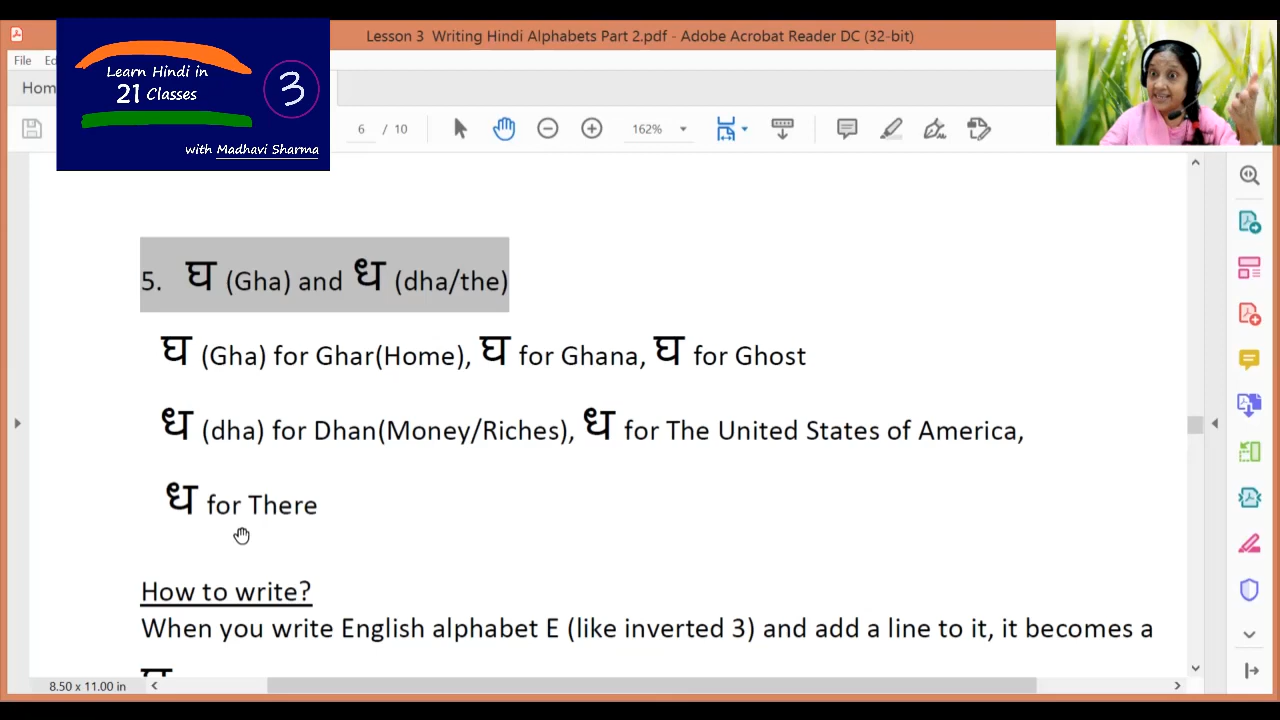 Lesson 3 Writing Hindi Alphabets Part 2.pdf - Adobe Acrobat Reader DC (32-bit)
File Ed
Learn Hindi in
21 Classes
3
with Madhavi Sharma
Hom
6 / 10
162%
5. घ (Gha) and ध (dha/the)
घ (Gha) for Ghar(Home), घ for Ghana, घ for Ghost
ध (dha) for Dhan(Money/Riches), ध for The United States of America,
ध for There
How to write?
When you write English alphabet E (like inverted 3) and add a line to it, it becomes a
8.50 x 11.00 in